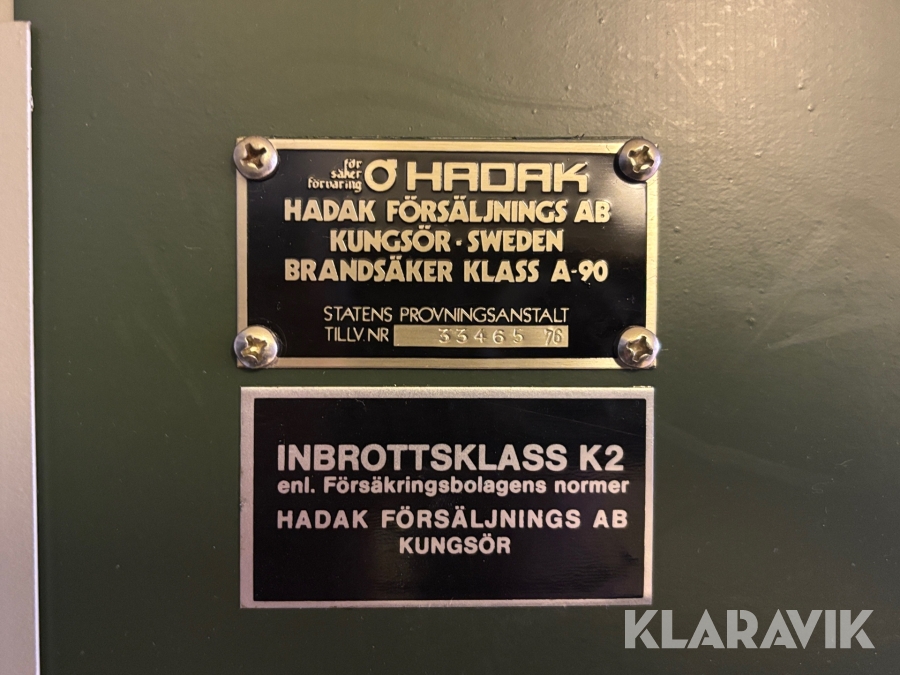 för
säker
förvaring
HADAK
HADAK FÖRSÄLJNINGS AB
KUNGSÖR · SWEDEN
BRANDSÄKER KLASS A-90
STATENS PROVNINGSANSTALT
TILLV. NR 33465 76
INBROTTSKLASS K2
enl. Försäkringsbolagens normer
HADAK FÖRSÄLJNINGS AB
KUNGSÖR
KLARAVIK